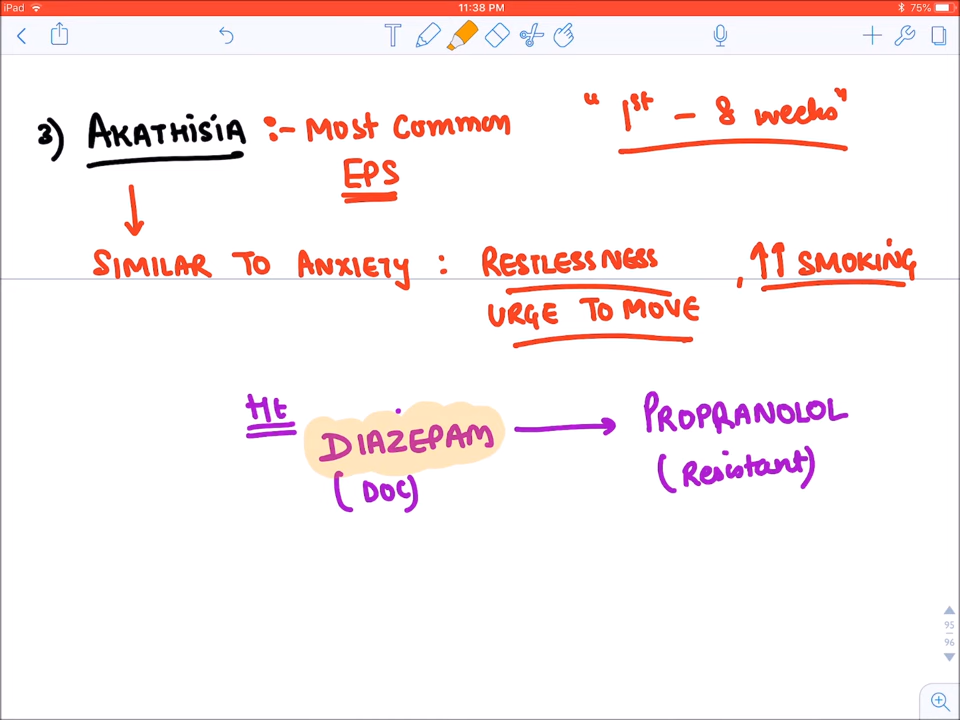 iPad
11:38 PM
75%
3) AKATHISIA :- MOST COMMON
EPS
" 1st - 8 weeks"
SIMILAR TO ANXIETY : RESTLESSNESS , ↑↑ SMOKING
URGE TO MOVE
DIAZEPAM → PROPRANOLOL
(DOC) (Resistant)
95
96